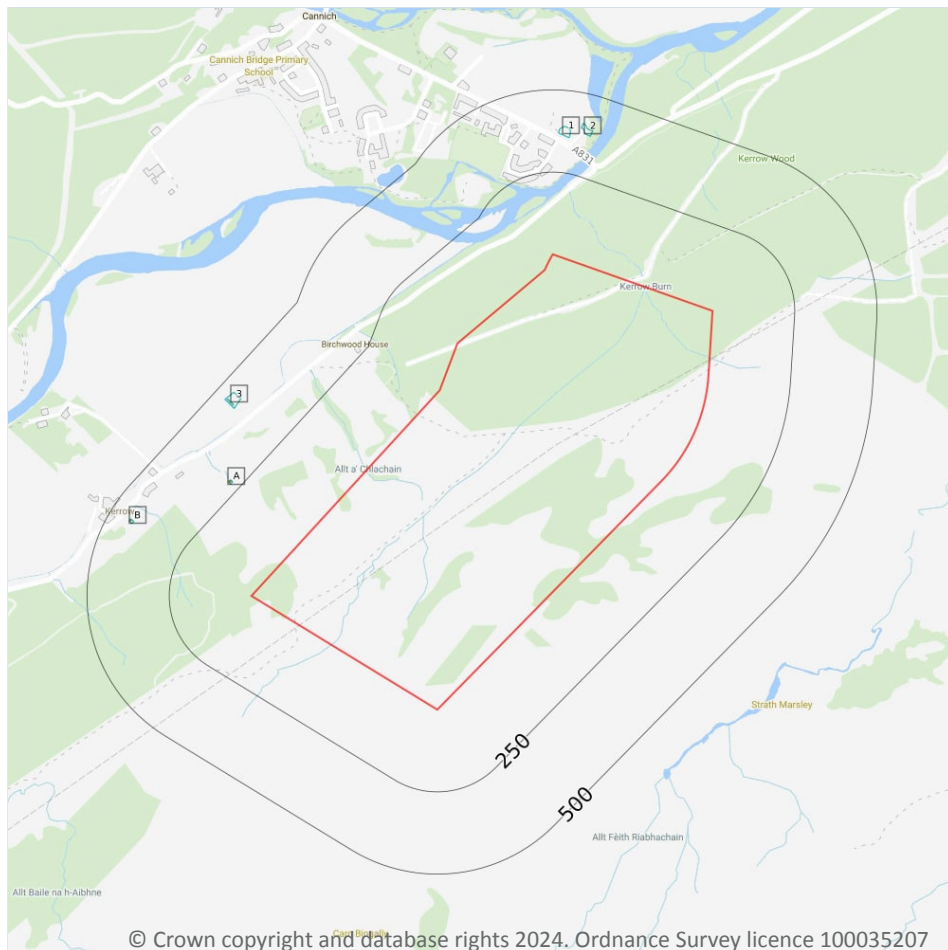 Cannich
Cannich Bridge Primary
School
1
2
A831
Kerrow Wood
Kerrow Burn
Birchwood House
3
Allt a' Chlachain
A
Kerrow
B
Strath Marsley
250
500
Allt Fèith Riabhachain
Allt Baile na h-Aibhne
© Crown copyright and database rights 2024. Ordnance Survey licence 100035207